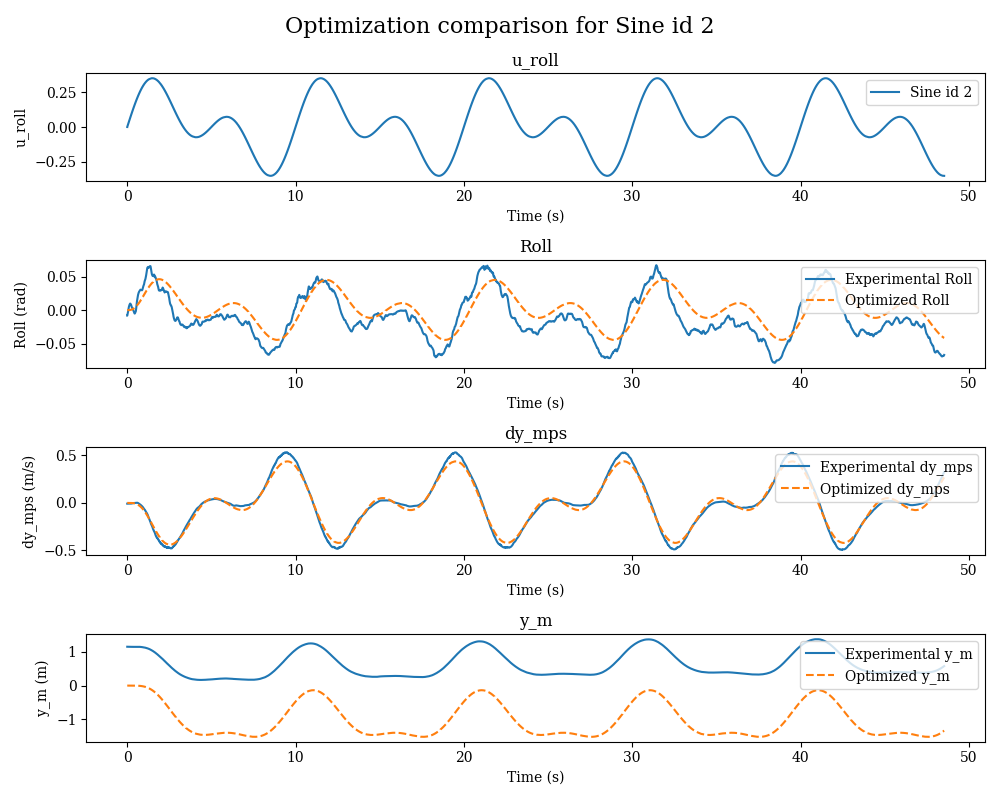 Optimization comparison for Sine id 2
u_roll
u_roll
0.25
0.00
−0.25
Sine id 2
0 10 20 30 40 50
Time (s)
Roll
Roll (rad)
0.05
0.00
−0.05
Experimental Roll
Optimized Roll
0 10 20 30 40 50
Time (s)
dy_mps
dy_mps (m/s)
0.5
0.0
−0.5
Experimental dy_mps
Optimized dy_mps
0 10 20 30 40 50
Time (s)
y_m
y_m (m)
1
0
−1
Experimental y_m
Optimized y_m
0 10 20 30 40 50
Time (s)